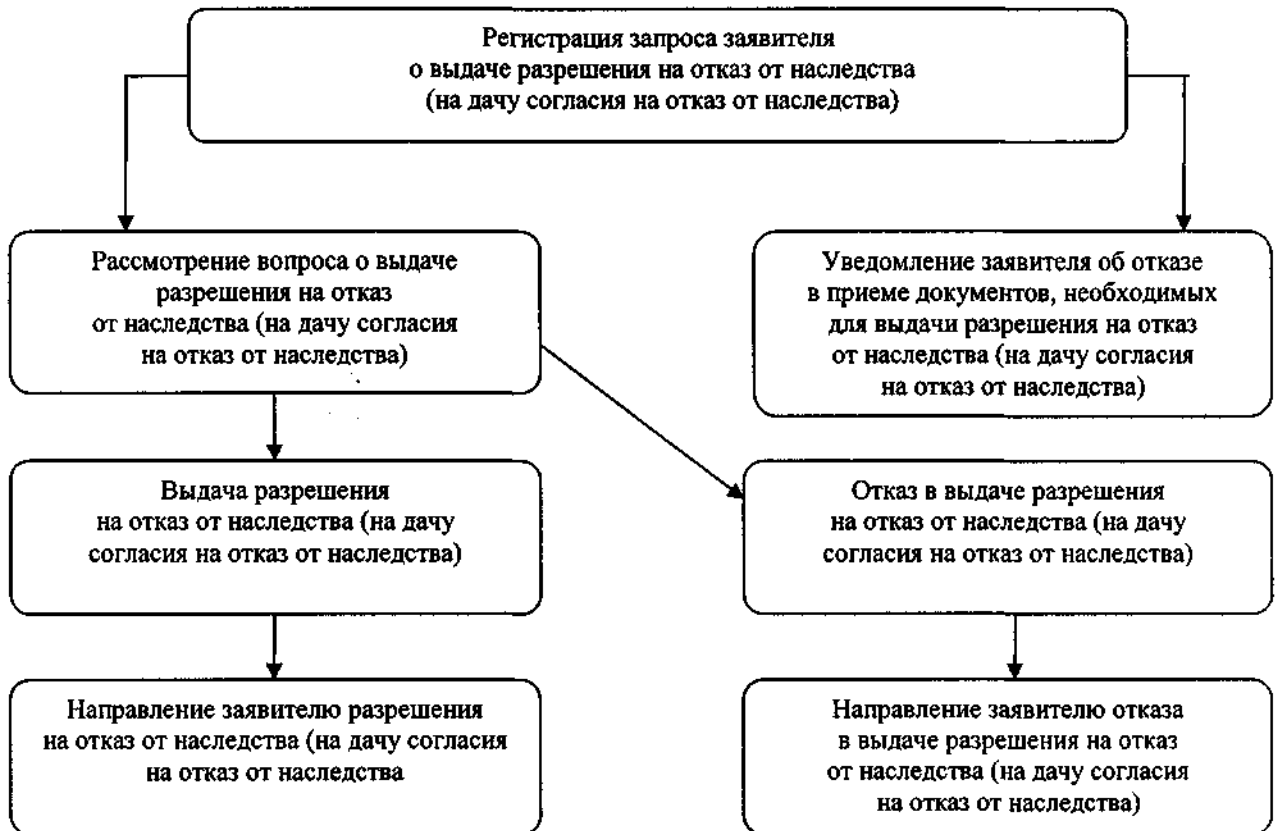 Регистрация запроса заявителя
о выдаче разрешения на отказ от наследства
(на дачу согласия на отказ от наследства)
Рассмотрение вопроса о выдаче
разрешения на отказ
от наследства (на дачу согласия
на отказ от наследства)
Уведомление заявителя об отказе
в приеме документов, необходимых
для выдачи разрешения на отказ
от наследства (на дачу согласия
на отказ от наследства)
Выдача разрешения
на отказ от наследства (на дачу
согласия на отказ от наследства)
Отказ в выдаче разрешения
на отказ от наследства (на дачу
согласия на отказ от наследства)
Направление заявителю разрешения
на отказ от наследства (на дачу согласия
на отказ от наследства
Направление заявителю отказа
в выдаче разрешения на отказ
от наследства (на дачу согласия
на отказ от наследства)